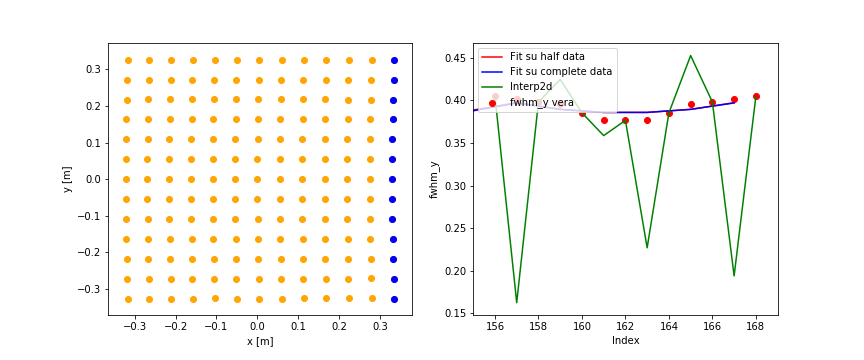 0.3
0.2
0.1
0.0
−0.1
−0.2
−0.3
y [m]
−0.3 −0.2 −0.1 0.0 0.1 0.2 0.3
x [m]
0.45
0.40
0.35
0.30
0.25
0.20
0.15
fwhm_y
Fit su half data
Fit su complete data
Interp2d
fwhm_y vera
156 158 160 162 164 166 168
Index